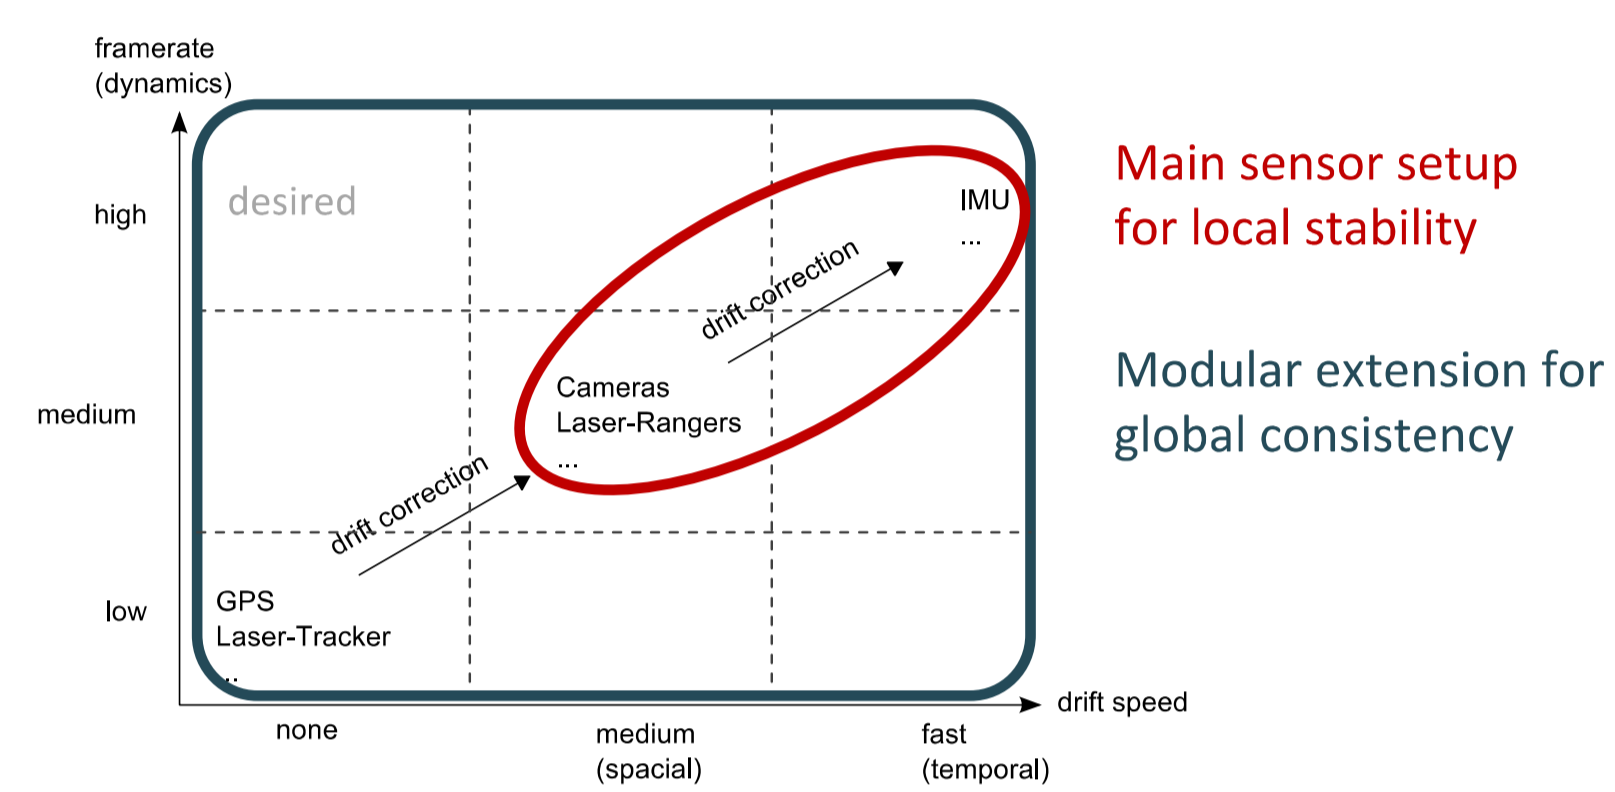 framerate
(dynamics)
high
medium
low
desired
IMU
...
drift correction
Cameras
Laser-Rangers
...
drift correction
GPS
Laser-Tracker
..
drift speed
none
medium
(spacial)
fast
(temporal)
Main sensor setup
for local stability
Modular extension for
global consistency